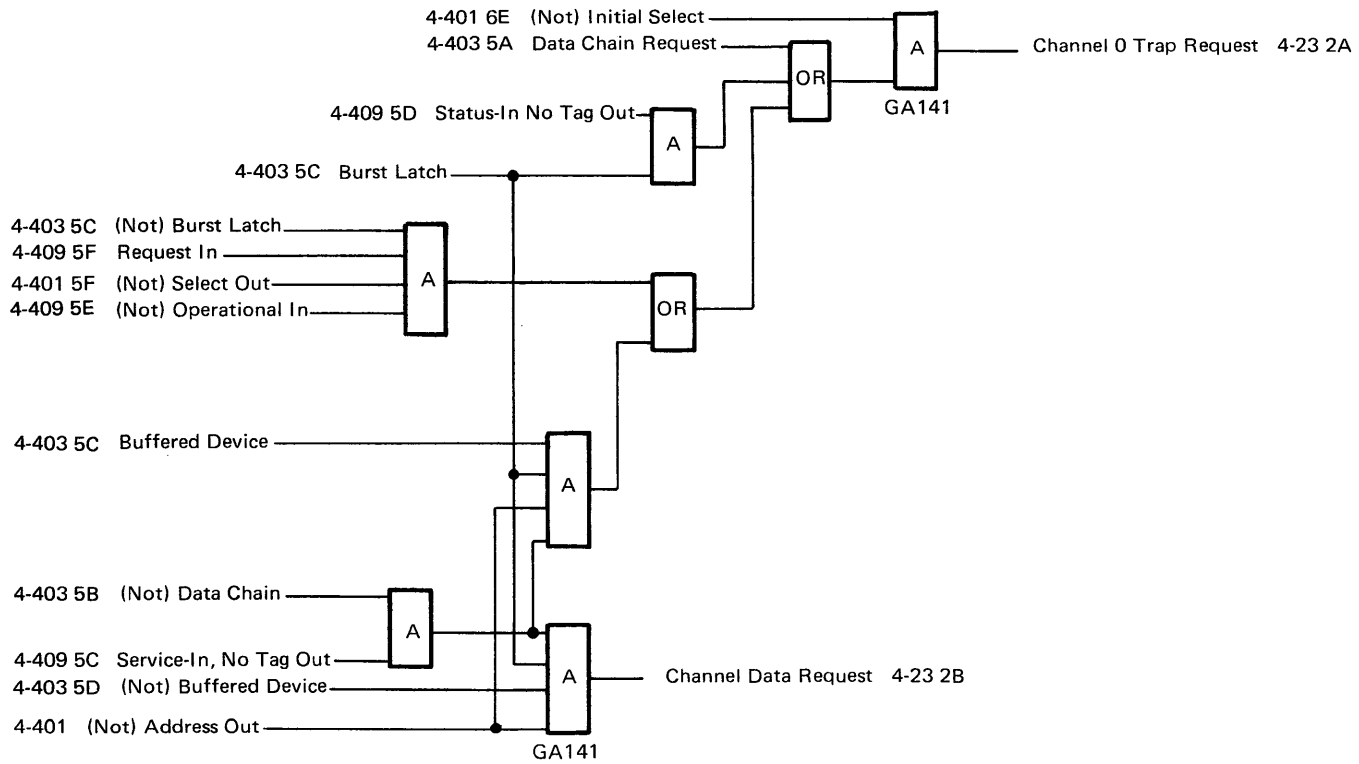 4-401 6E (Not) Initial Select
4-403 5A Data Chain Request
A
Channel 0 Trap Request 4-23 2A
OR
GA141
4-409 5D Status-In No Tag Out
A
4-403 5C Burst Latch
4-403 5C (Not) Burst Latch
4-409 5F Request In
4-401 5F (Not) Select Out
4-409 5E (Not) Operational In
A
OR
4-403 5C Buffered Device
A
4-403 5B (Not) Data Chain
A
4-409 5C Service-In, No Tag Out
4-403 5D (Not) Buffered Device
4-401 (Not) Address Out
A
Channel Data Request 4-23 2B
GA141